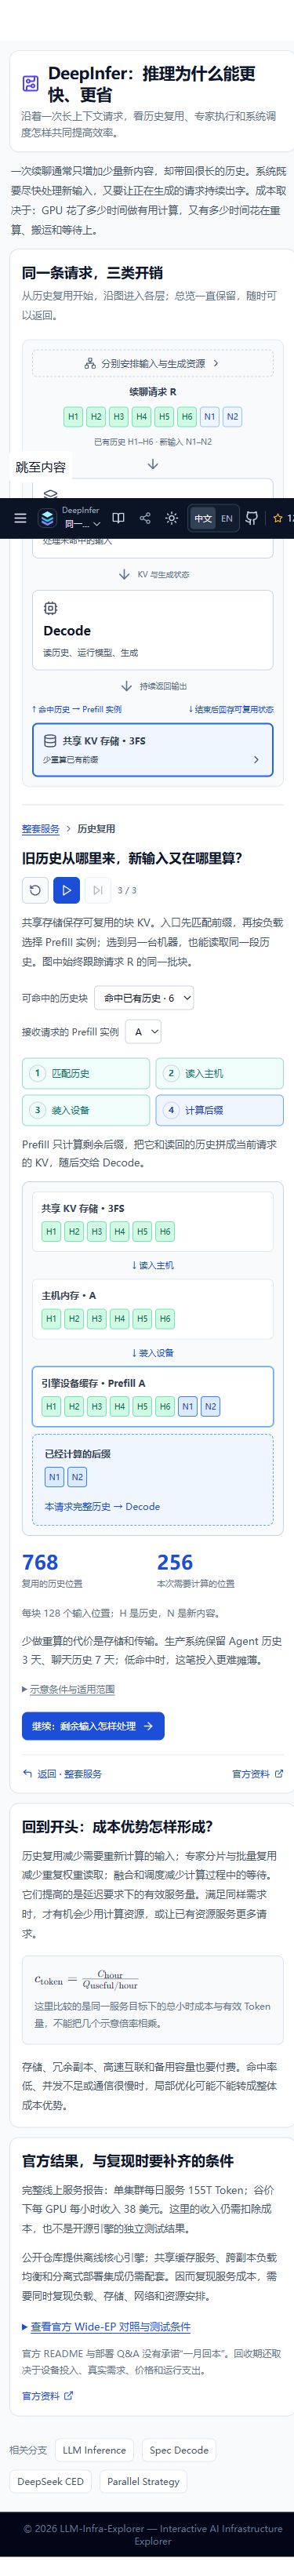 DeepInfer：推理为什么能更
快、更省
沿着一次长上下文请求，看历史复用、专家执行和系统调
度怎样共同提高效率。
一次续聊通常只增加少量新内容，却带回很长的历史。系统既
要尽快处理新输入，又要让正在生成的请求持续出字。成本取
决于：GPU 花了多少时间做有用计算，又有多少时间花在重
算、搬运和等待上。
同一条请求，三类开销
从历史复用开始，沿图进入各层；总览一直保留，随时可
以返回。
分别安排输入与生成资源
续聊请求 R
H1 H2 H3 H4 H5 H6 N1 N2
已有历史 H1–H6 · 新输入 N1–N2
跳至内容
DeepInfer
同一… 中文 EN
处理未命中的输入
KV 与生成状态
Decode
读历史、运行模型、生成
持续返回输出
↑ 命中历史 → Prefill 实例 ↓ 结束后回存可复用状态
共享 KV 存储 · 3FS
少重算已有前缀
整套服务 > 历史复用
旧历史从哪里来，新输入又在哪里算？
3 / 3
共享存储保存可复用的块 KV。入口先匹配前缀，再按负载
选择 Prefill 实例；选到另一台机器，也能读取同一段历
史。图中始终跟踪请求 R 的同一批块。
可命中的历史块 命中已有历史 · 6
接收请求的 Prefill 实例 A
1 匹配历史 2 读入主机
3 装入设备 4 计算后缀
Prefill 只计算剩余后缀，把它和读回的历史拼成当前请求
的 KV，随后交给 Decode。
共享 KV 存储 · 3FS
H1 H2 H3 H4 H5 H6
↓ 读入主机
主机内存 · A
H1 H2 H3 H4 H5 H6
↓ 装入设备
引擎设备缓存 · Prefill A
H1 H2 H3 H4 H5 H6 N1 N2
已经计算的后缀
N1 N2
本请求完整历史 → Decode
768 256
复用的历史位置 本次需要计算的位置
每块 128 个输入位置；H 是历史，N 是新内容。
少做重算的代价是存储和传输。生产系统保留 Agent 历史
3 天、聊天历史 7 天；低命中时，这笔投入更难摊薄。
示意条件与适用范围
继续：剩余输入怎样处理 →
返回 · 整套服务 官方资料
回到开头：成本优势怎样形成？
历史复用减少需要重新计算的输入；专家分片与批量复用
减少重复权重读取；融合和调度减少计算过程中的等待。
它们提高的是延迟要求下的有效服务量。满足同样需求
时，才有机会少用计算资源，或让已有资源服务更多请
求。
c_token = C_hour / Q_useful/hour
这里比较的是同一服务目标下的总小时成本与有效 Token
量，不能把几个示意倍率相乘。
存储、冗余副本、高速互联和备用容量也要付费。命中率
低、并发不足或通信很慢时，局部优化可能不能转成整体
成本优势。
官方结果，与复现时要补齐的条件
完整线上服务报告：单集群每日服务 155T Token；谷价
下每 GPU 每小时收入 38 美元。这里的收入仍需扣除成
本，也不是开源引擎的独立测试结果。
公开仓库提供离线核心引擎；共享缓存服务、跨副本负载
均衡和分离式部署集成仍需配套。因而复现服务成本，需
要同时复现负载、存储、网络和资源安排。
查看官方 Wide-EP 对照与测试条件
官方 README 与部署 Q&A 没有承诺“一月回本”。回收期还取
决于设备投入、真实需求、价格和运行支出。
官方资料
相关分支 LLM Inference Spec Decode
DeepSeek CED Parallel Strategy
© 2026 LLM-Infra-Explorer — Interactive AI Infrastructure
Explorer